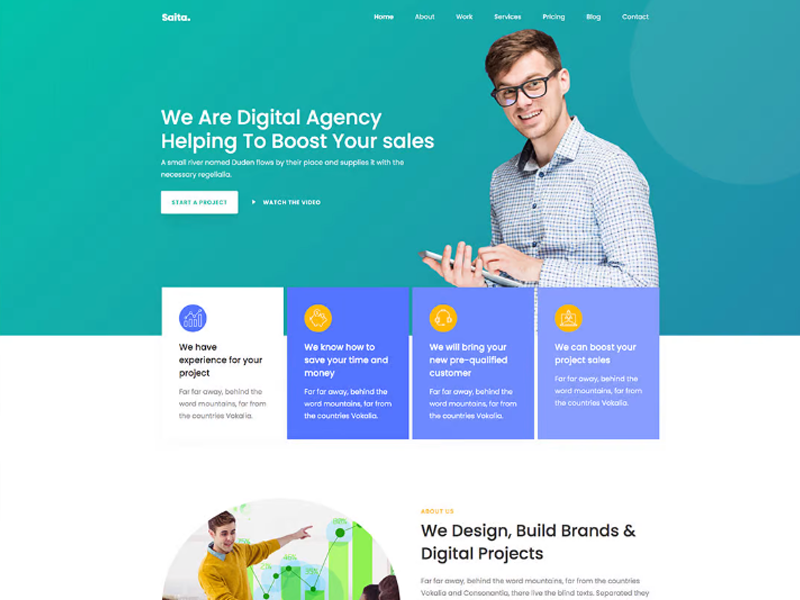 Saita.
Home About Work Services Pricing Blog Contact
We Are Digital Agency
Helping To Boost Your sales
A small river named Duden flows by their place and supplies it with the
necessary regelialia.
START A PROJECT
WATCH THE VIDEO
We have
experience for your
project
Far far away, behind the
word mountains, far from
the countries Vokalia.
We know how to
save your time and
money
Far far away, behind the
word mountains, far from
the countries Vokalia.
We will bring your
new pre-qualified
customer
Far far away, behind the
word mountains, far from
the countries Vokalia.
We can boost your
project sales
Far far away, behind the
word mountains, far from
the countries Vokalia.
46%
35%
ABOUT US
We Design, Build Brands &
Digital Projects
Far far away, behind the word mountains, far from the countries
Vokalia and Consonantia, there live the blind texts. Separated they